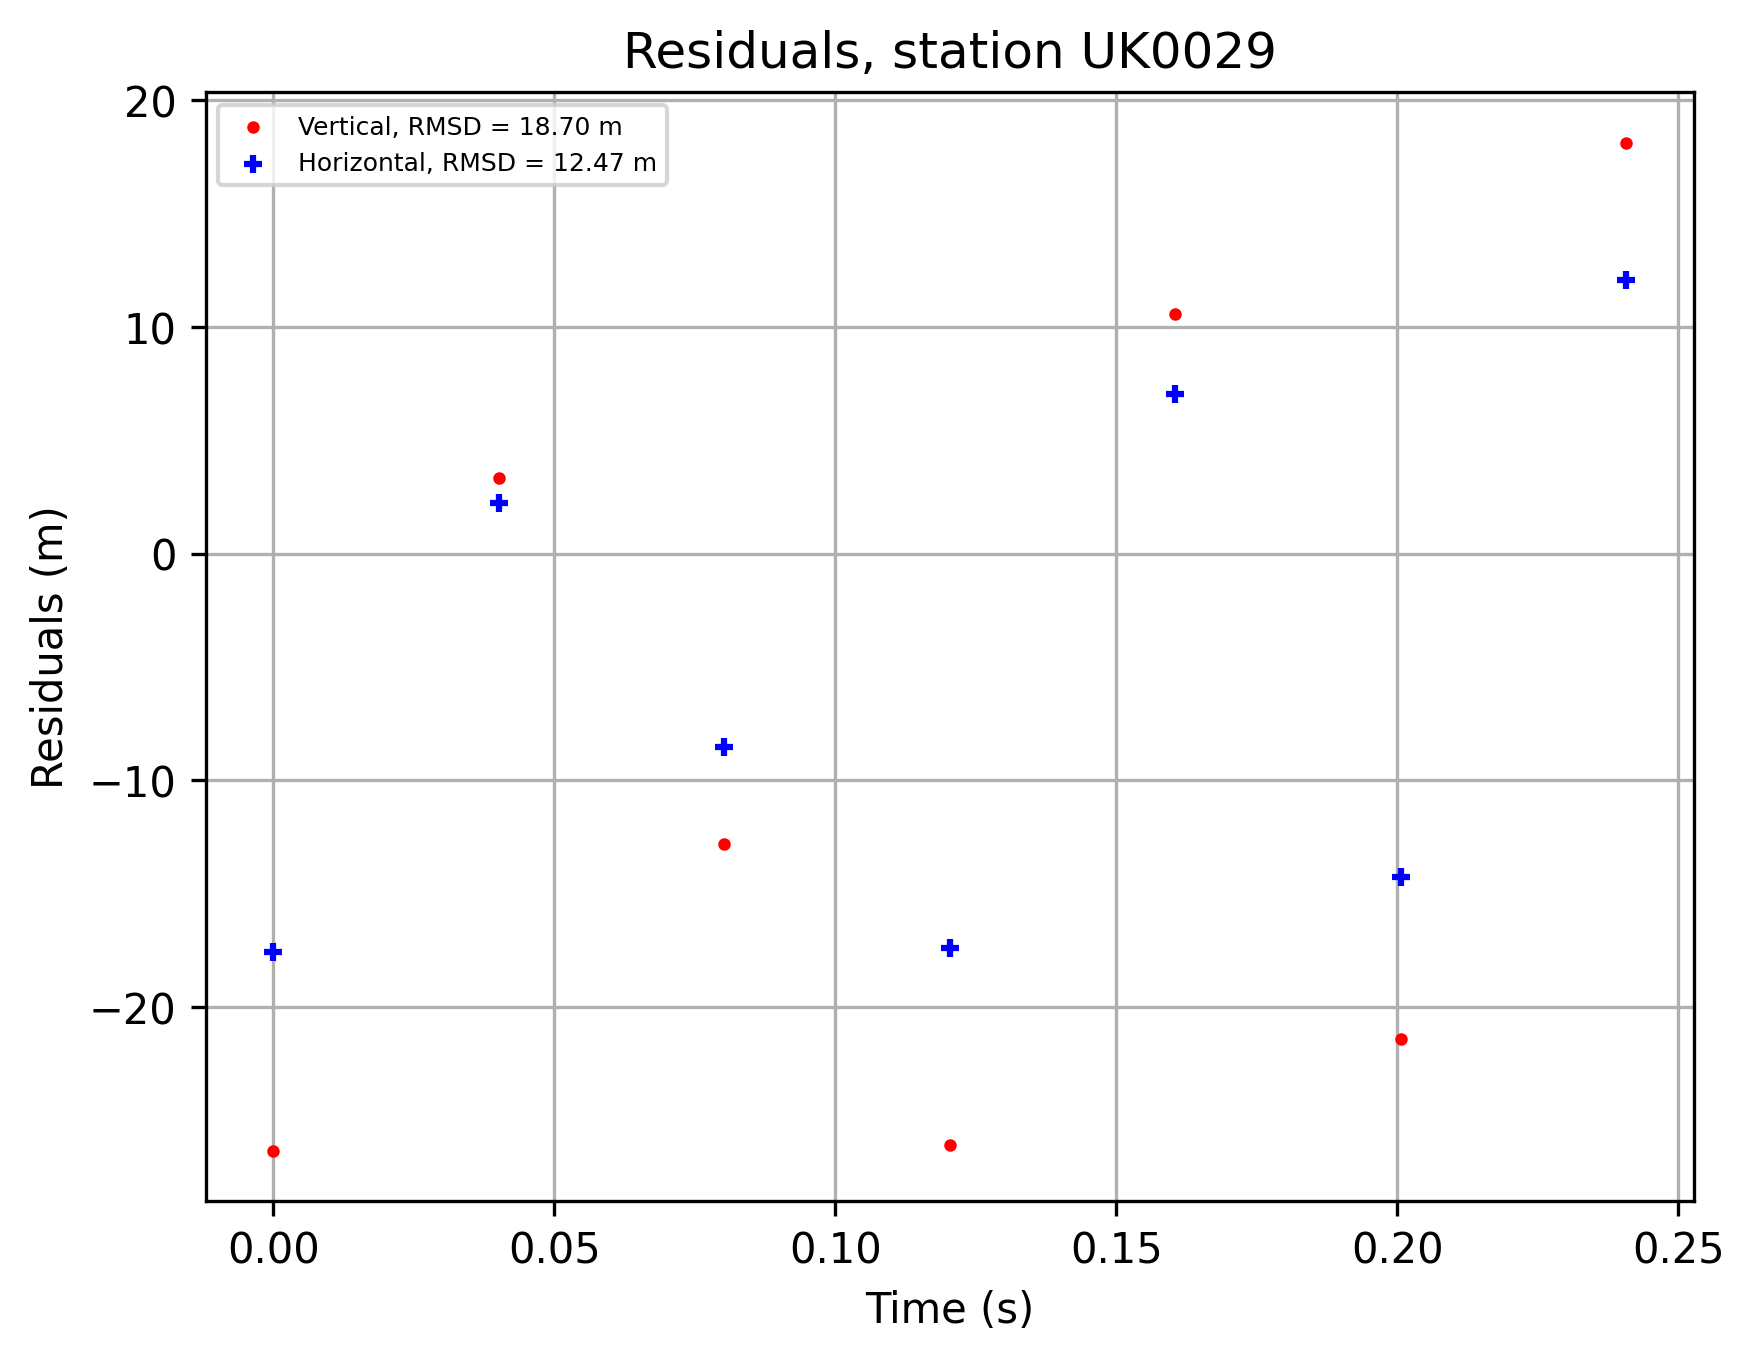 Residuals, station UK0029
Vertical, RMSD = 18.70 m
Horizontal, RMSD = 12.47 m
20
10
0
−10
−20
Residuals (m)
0.00 0.05 0.10 0.15 0.20 0.25
Time (s)